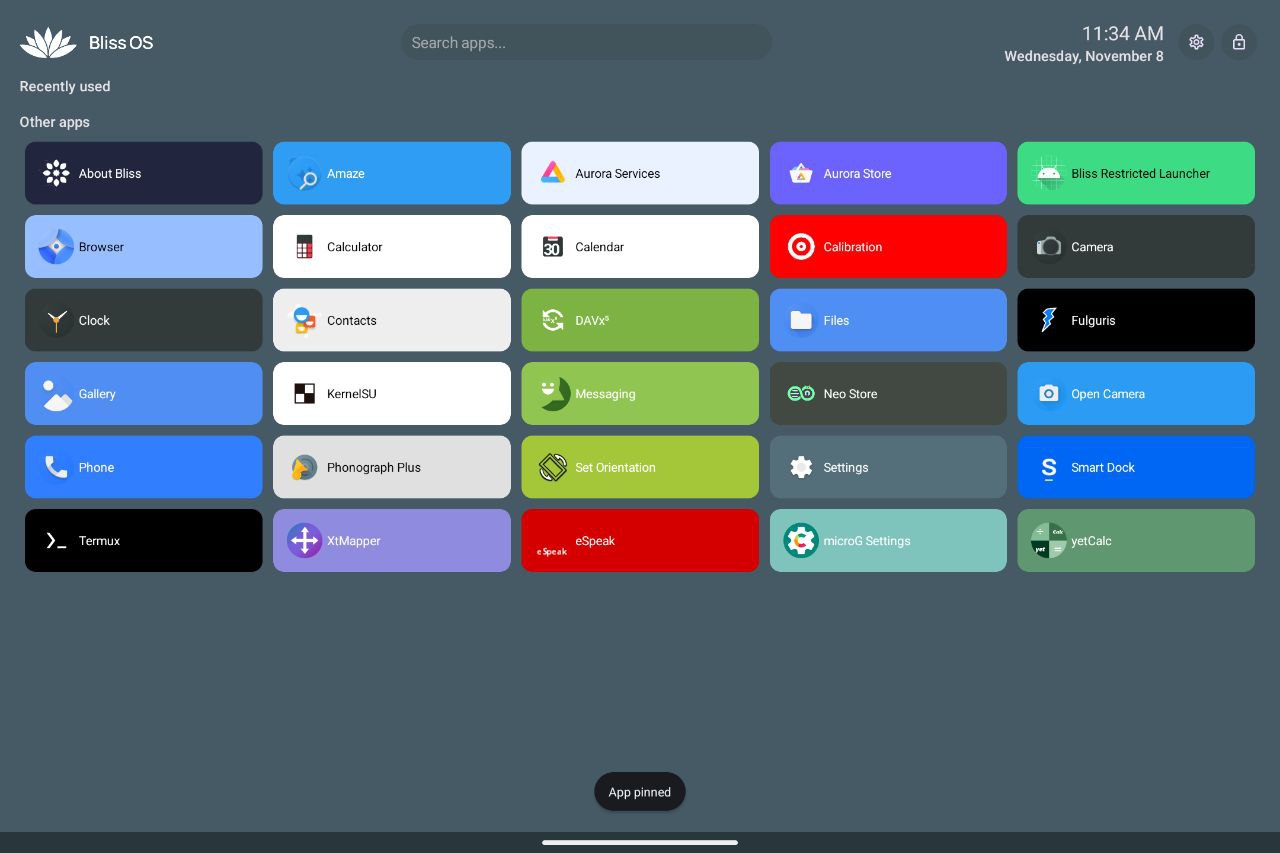 Bliss OS
Search apps...
11:34 AM
Wednesday, November 8
Recently used
Other apps
About Bliss
Amaze
Aurora Services
Aurora Store
Bliss Restricted Launcher
Browser
Calculator
30
Calendar
Calibration
Camera
Clock
Contacts
DAVx⁵
Files
Fulguris
Gallery
KernelSU
Messaging
Neo Store
Open Camera
Phone
Phonograph Plus
Set Orientation
Settings
S
Smart Dock
Termux
XtMapper
eSpeak
eSpeak
microG Settings
÷ Calc
yet =
yetCalc
App pinned